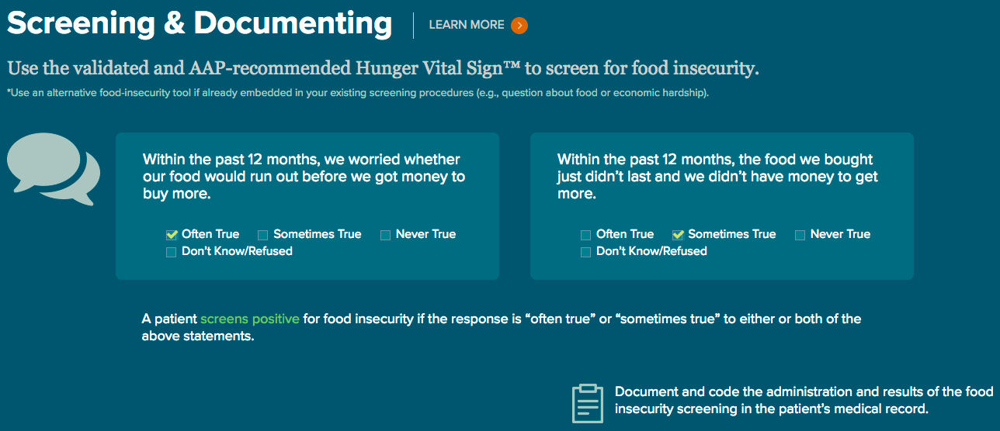 Screening & Documenting
LEARN MORE
Use the validated and AAP-recommended Hunger Vital Sign™ to screen for food insecurity.
*Use an alternative food-insecurity tool if already embedded in your existing screening procedures (e.g., question about food or economic hardship).
Within the past 12 months, we worried whether
our food would run out before we got money to
buy more.
Often True Sometimes True Never True
Don't Know/Refused
Within the past 12 months, the food we bought
just didn’t last and we didn’t have money to get
more.
Often True Sometimes True Never True
Don't Know/Refused
A patient screens positive for food insecurity if the response is “often true” or “sometimes true” to either or both of the
above statements.
Document and code the administration and results of the food
insecurity screening in the patient’s medical record.